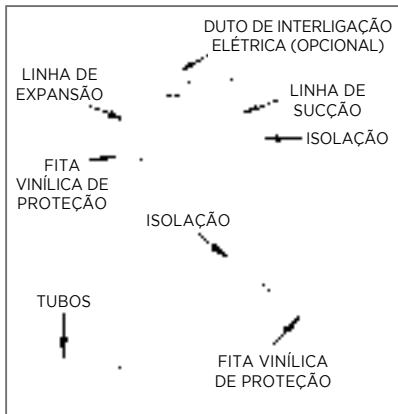 DUTO DE INTERLIGAÇÃO
ELÉTRICA (OPCIONAL)
LINHA DE
EXPANSÃO
LINHA DE
SUCÇÃO
ISOLAÇÃO
FITA
VINÍLICA DE
PROTEÇÃO
ISOLAÇÃO
TUBOS
FITA VINÍLICA
DE PROTEÇÃO